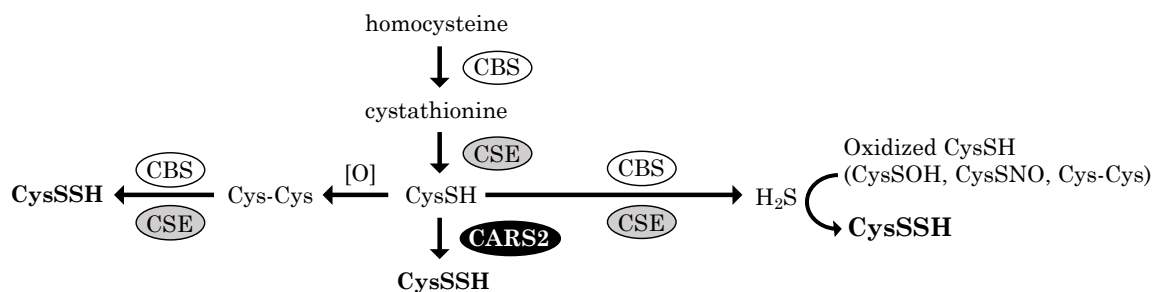 homocysteine
CBS
cystathionine
CSE
CBS
[O]
CBS
Oxidized CysSH
(CysSOH, CysSNO, Cys-Cys)
CysSSH
Cys-Cys
CysSH
H₂S
CSE
CARS2
CSE
CysSSH
CysSSH